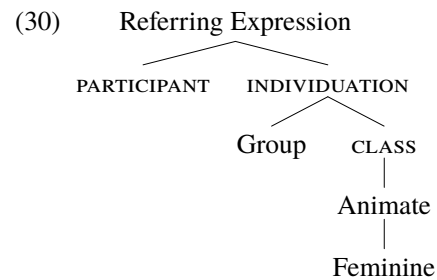 (30) Referring Expression
PARTICIPANT INDIVIDUATION
Group CLASS
Animate
Feminine